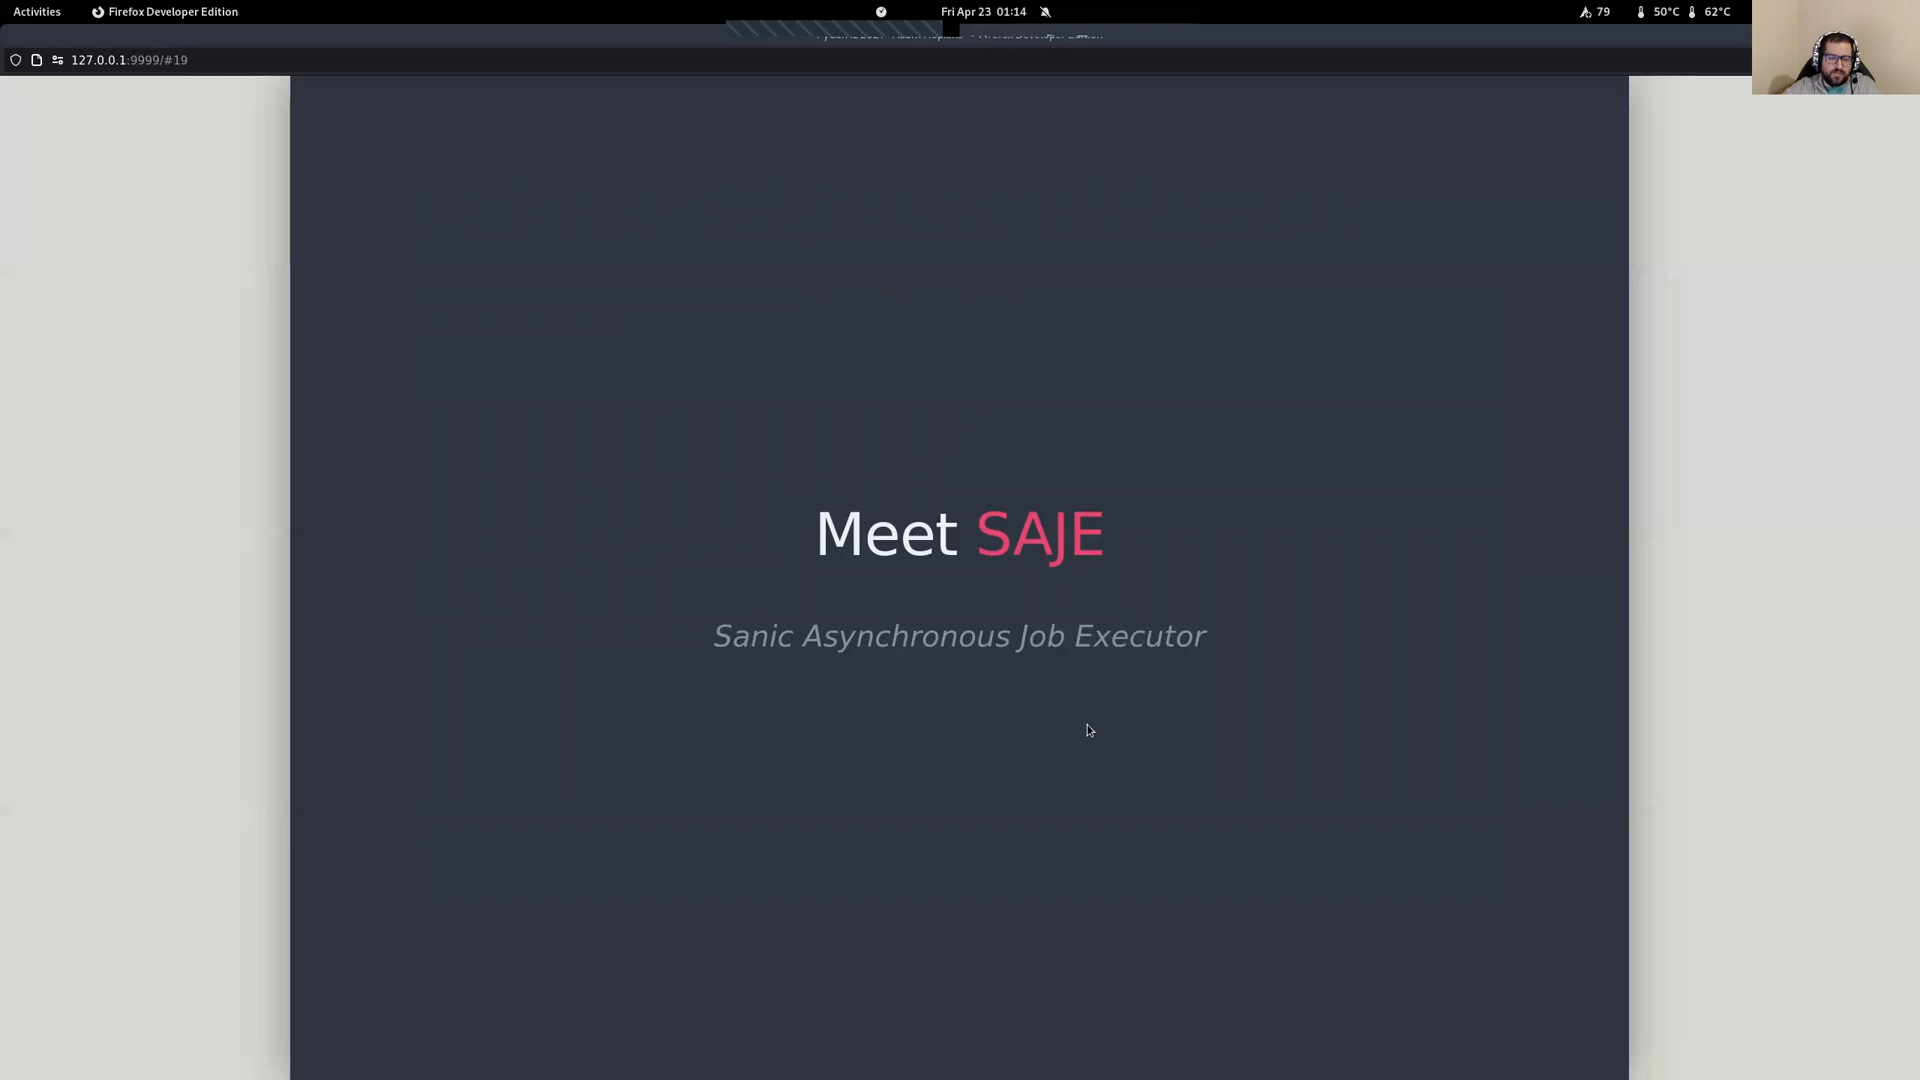 Activities Firefox Developer Edition Fri Apr 23 01:14 79 50°C 62°C
127.0.0.1:9999/#19
Meet SAJE
Sanic Asynchronous Job Executor